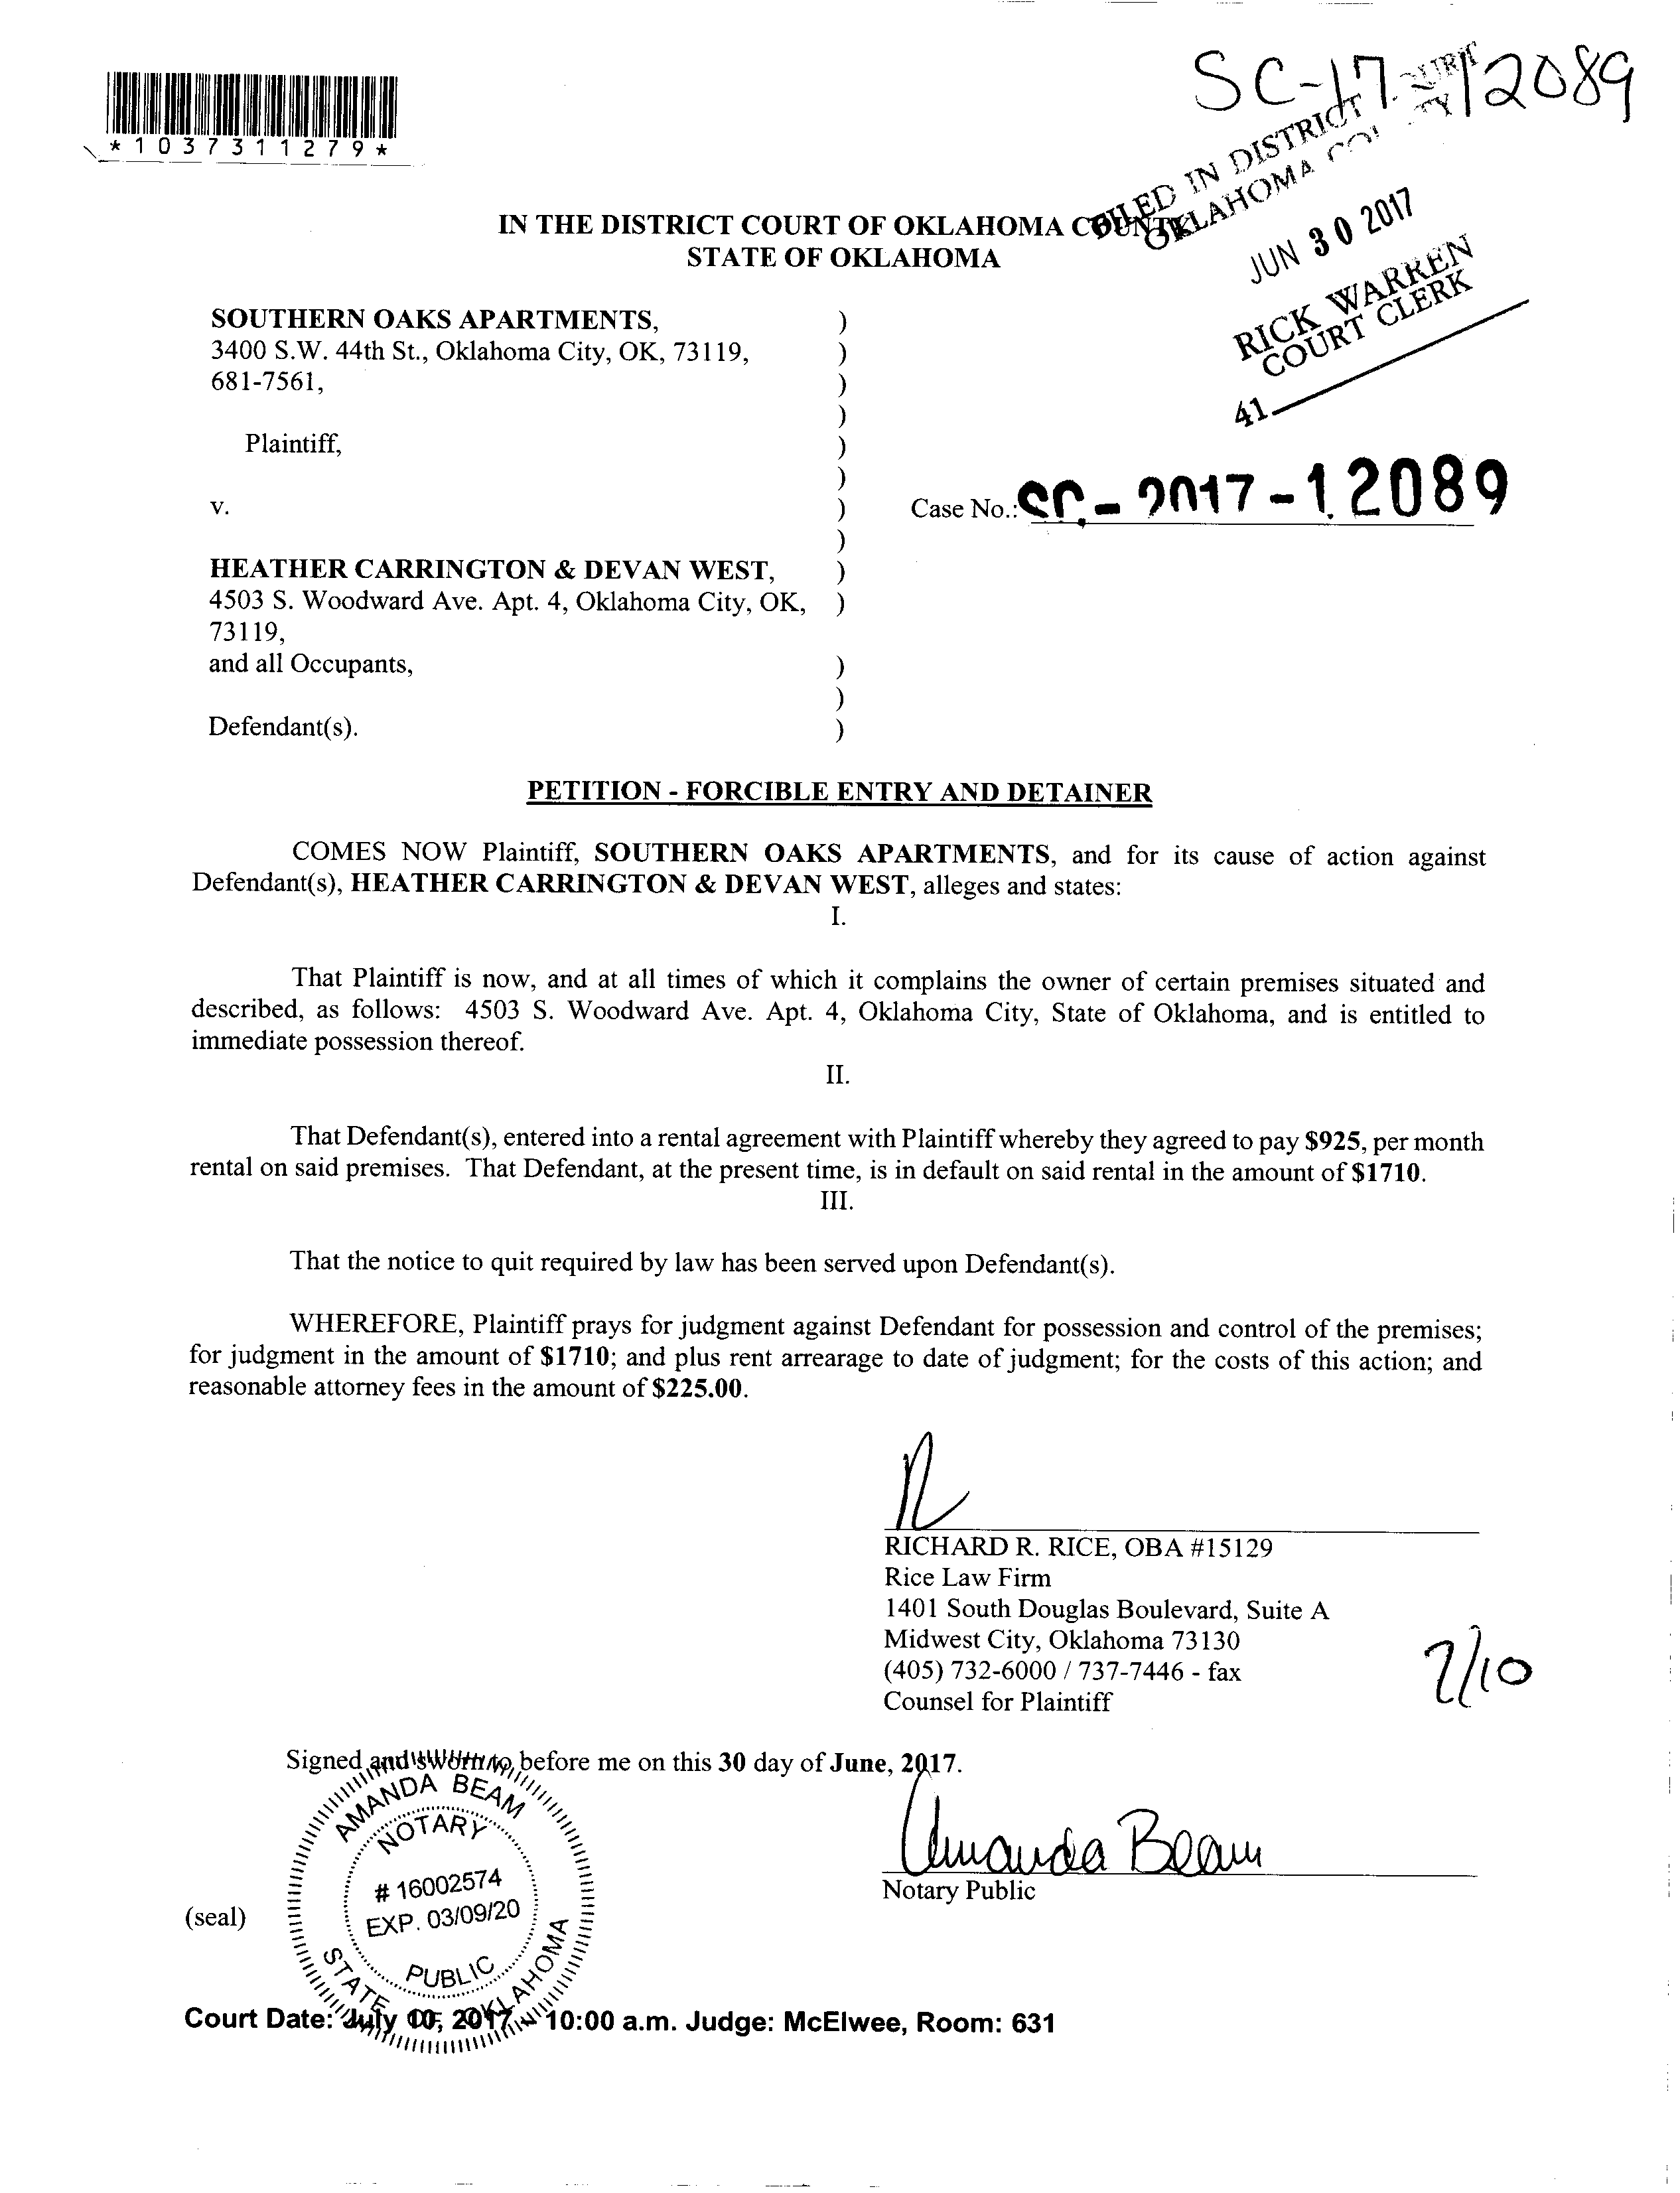 SC-17-12089
*1037311279*
FILED IN DISTRICT COURT
OKLAHOMA COUNTY
JUN 30 2017
RICK WARREN
COURT CLERK
41
IN THE DISTRICT COURT OF OKLAHOMA COUNTY
STATE OF OKLAHOMA
SOUTHERN OAKS APARTMENTS, )
3400 S.W. 44th St., Oklahoma City, OK, 73119, )
681-7561, )
)
Plaintiff, )
)
v. ) Case No.: SC-2017-12089
)
HEATHER CARRINGTON & DEVAN WEST, )
4503 S. Woodward Ave. Apt. 4, Oklahoma City, OK, )
73119,
and all Occupants, )
)
Defendant(s). )
PETITION - FORCIBLE ENTRY AND DETAINER
COMES NOW Plaintiff, SOUTHERN OAKS APARTMENTS, and for its cause of action against
Defendant(s), HEATHER CARRINGTON & DEVAN WEST, alleges and states:
I.
That Plaintiff is now, and at all times of which it complains the owner of certain premises situated and
described, as follows: 4503 S. Woodward Ave. Apt. 4, Oklahoma City, State of Oklahoma, and is entitled to
immediate possession thereof.
II.
That Defendant(s), entered into a rental agreement with Plaintiff whereby they agreed to pay $925, per month
rental on said premises. That Defendant, at the present time, is in default on said rental in the amount of $1710.
III.
That the notice to quit required by law has been served upon Defendant(s).
WHEREFORE, Plaintiff prays for judgment against Defendant for possession and control of the premises;
for judgment in the amount of $1710; and plus rent arrearage to date of judgment; for the costs of this action; and
reasonable attorney fees in the amount of $225.00.
RICHARD R. RICE, OBA #15129
Rice Law Firm
1401 South Douglas Boulevard, Suite A
Midwest City, Oklahoma 73130
(405) 732-6000 / 737-7446 - fax
Counsel for Plaintiff
7/10
Signed and sworn to before me on this 30 day of June, 2017.
Amanda Beam
Notary Public
(seal)
AMANDA BEAM
NOTARY
# 16002574
EXP. 03/09/20
PUBLIC
STATE OF OKLAHOMA
Court Date: July 10, 2017 - 10:00 a.m. Judge: McElwee, Room: 631